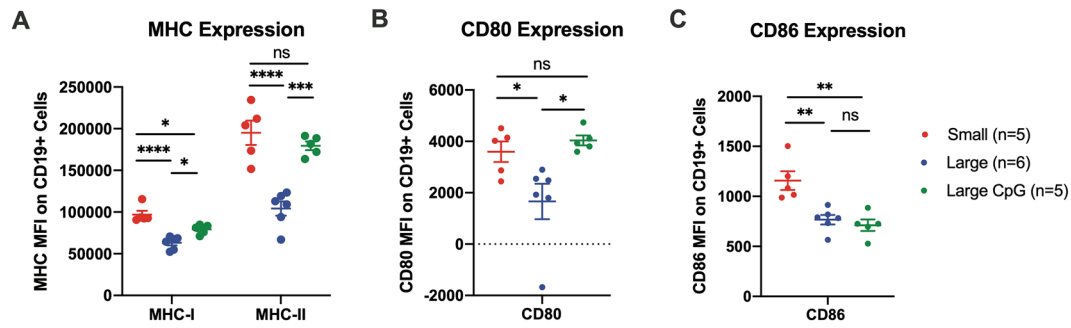 A
MHC Expression
MHC MFI on CD19+ Cells
250000
200000
150000
100000
50000
0
ns
****
***
*
****
*
MHC-I
MHC-II
B
CD80 Expression
CD80 MFI on CD19+ Cells
6000
4000
2000
0
-2000
ns
*
*
CD80
C
CD86 Expression
CD86 MFI on CD19+ Cells
2000
1500
1000
500
0
**
**
ns
CD86
Small (n=5)
Large (n=6)
Large CpG (n=5)